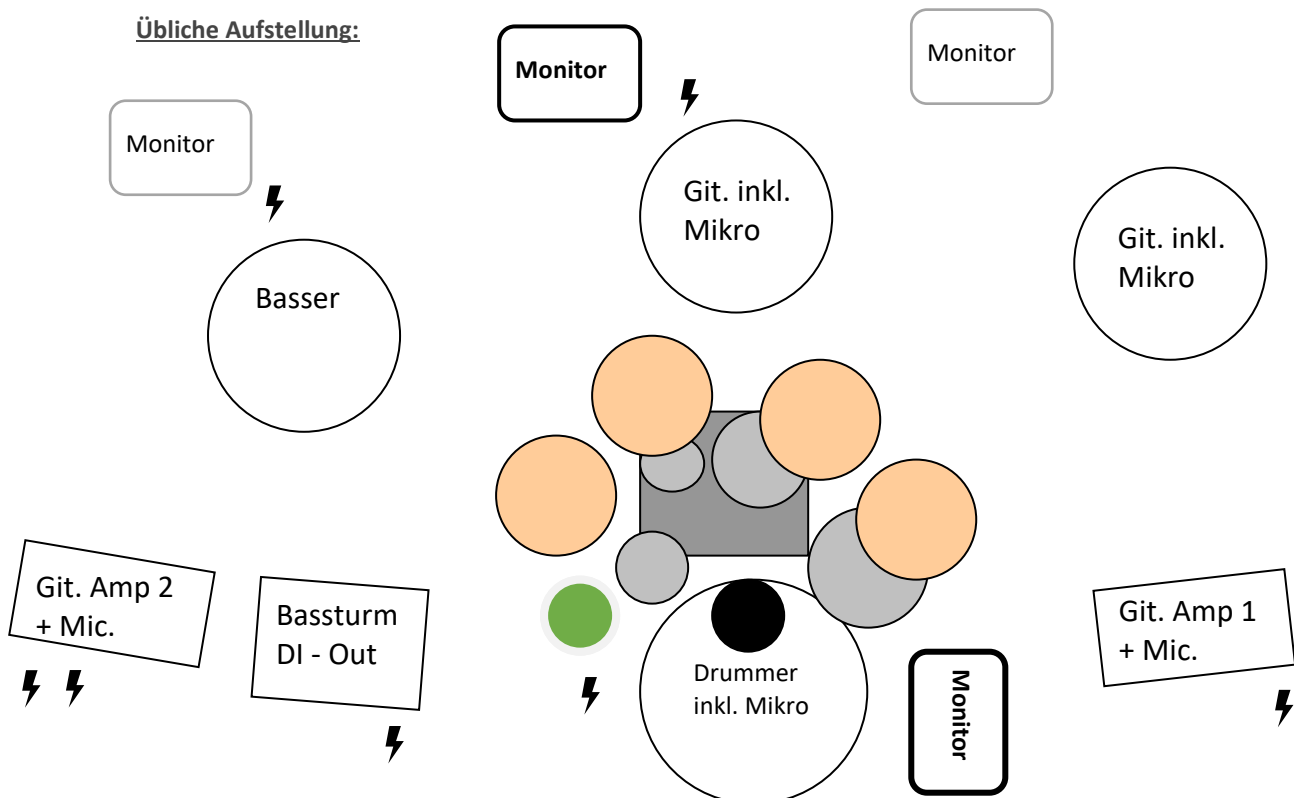 Übliche Aufstellung:
Monitor
Monitor
Monitor
Git. inkl.
Mikro
Git. inkl.
Mikro
Basser
Git. Amp 2
+ Mic.
Bassturm
DI - Out
Drummer
inkl. Mikro
Monitor
Git. Amp 1
+ Mic.